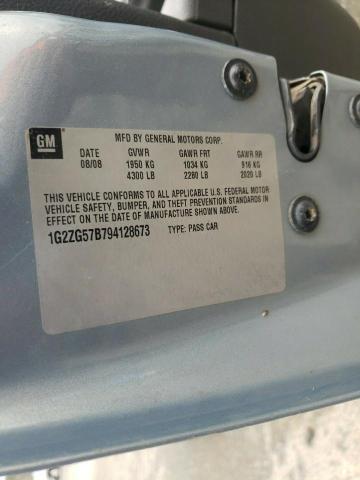 GM
MFD BY GENERAL MOTORS CORP.
DATE GVWR GAWR FRT GAWR RR
08/08 1950 KG 1034 KG 916 KG
4300 LB 2280 LB 2020 LB
THIS VEHICLE CONFORMS TO ALL APPLICABLE U.S. FEDERAL MOTOR
VEHICLE SAFETY, BUMPER, AND THEFT PREVENTION STANDARDS IN
EFFECT ON THE DATE OF MANUFACTURE SHOWN ABOVE.
1G2ZG57B794128673 TYPE: PASS CAR